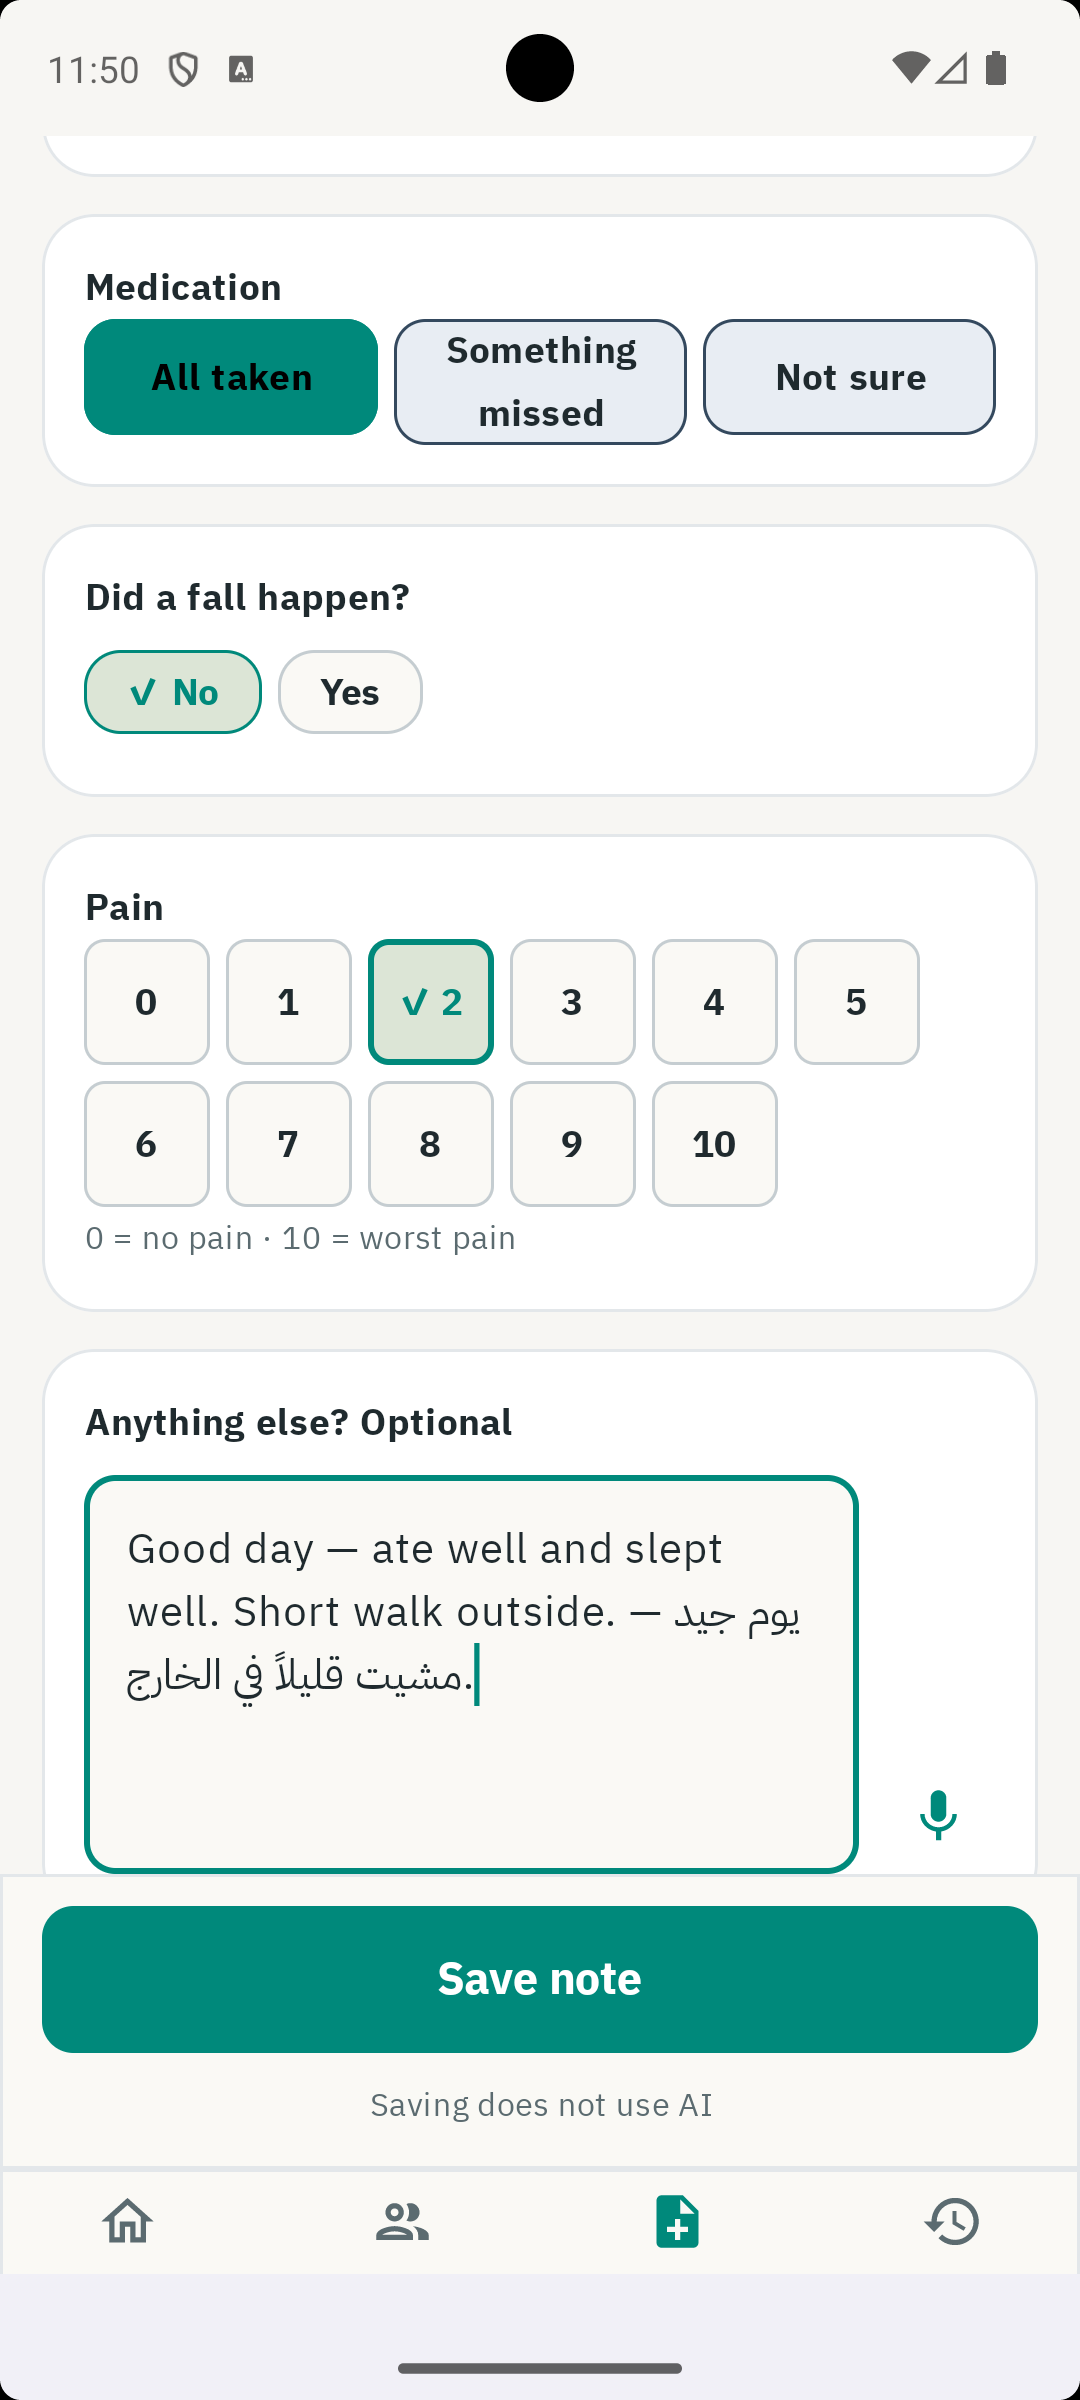 11:50
Medication
All taken
Something missed
Not sure
Did a fall happen?
✓ No
Yes
Pain
0 1 ✓ 2 3 4 5
6 7 8 9 10
0 = no pain · 10 = worst pain
Anything else? Optional
Good day — ate well and slept
well. Short walk outside. — يوم جيد
مشيت قليلاً في الخارج.
Save note
Saving does not use AI